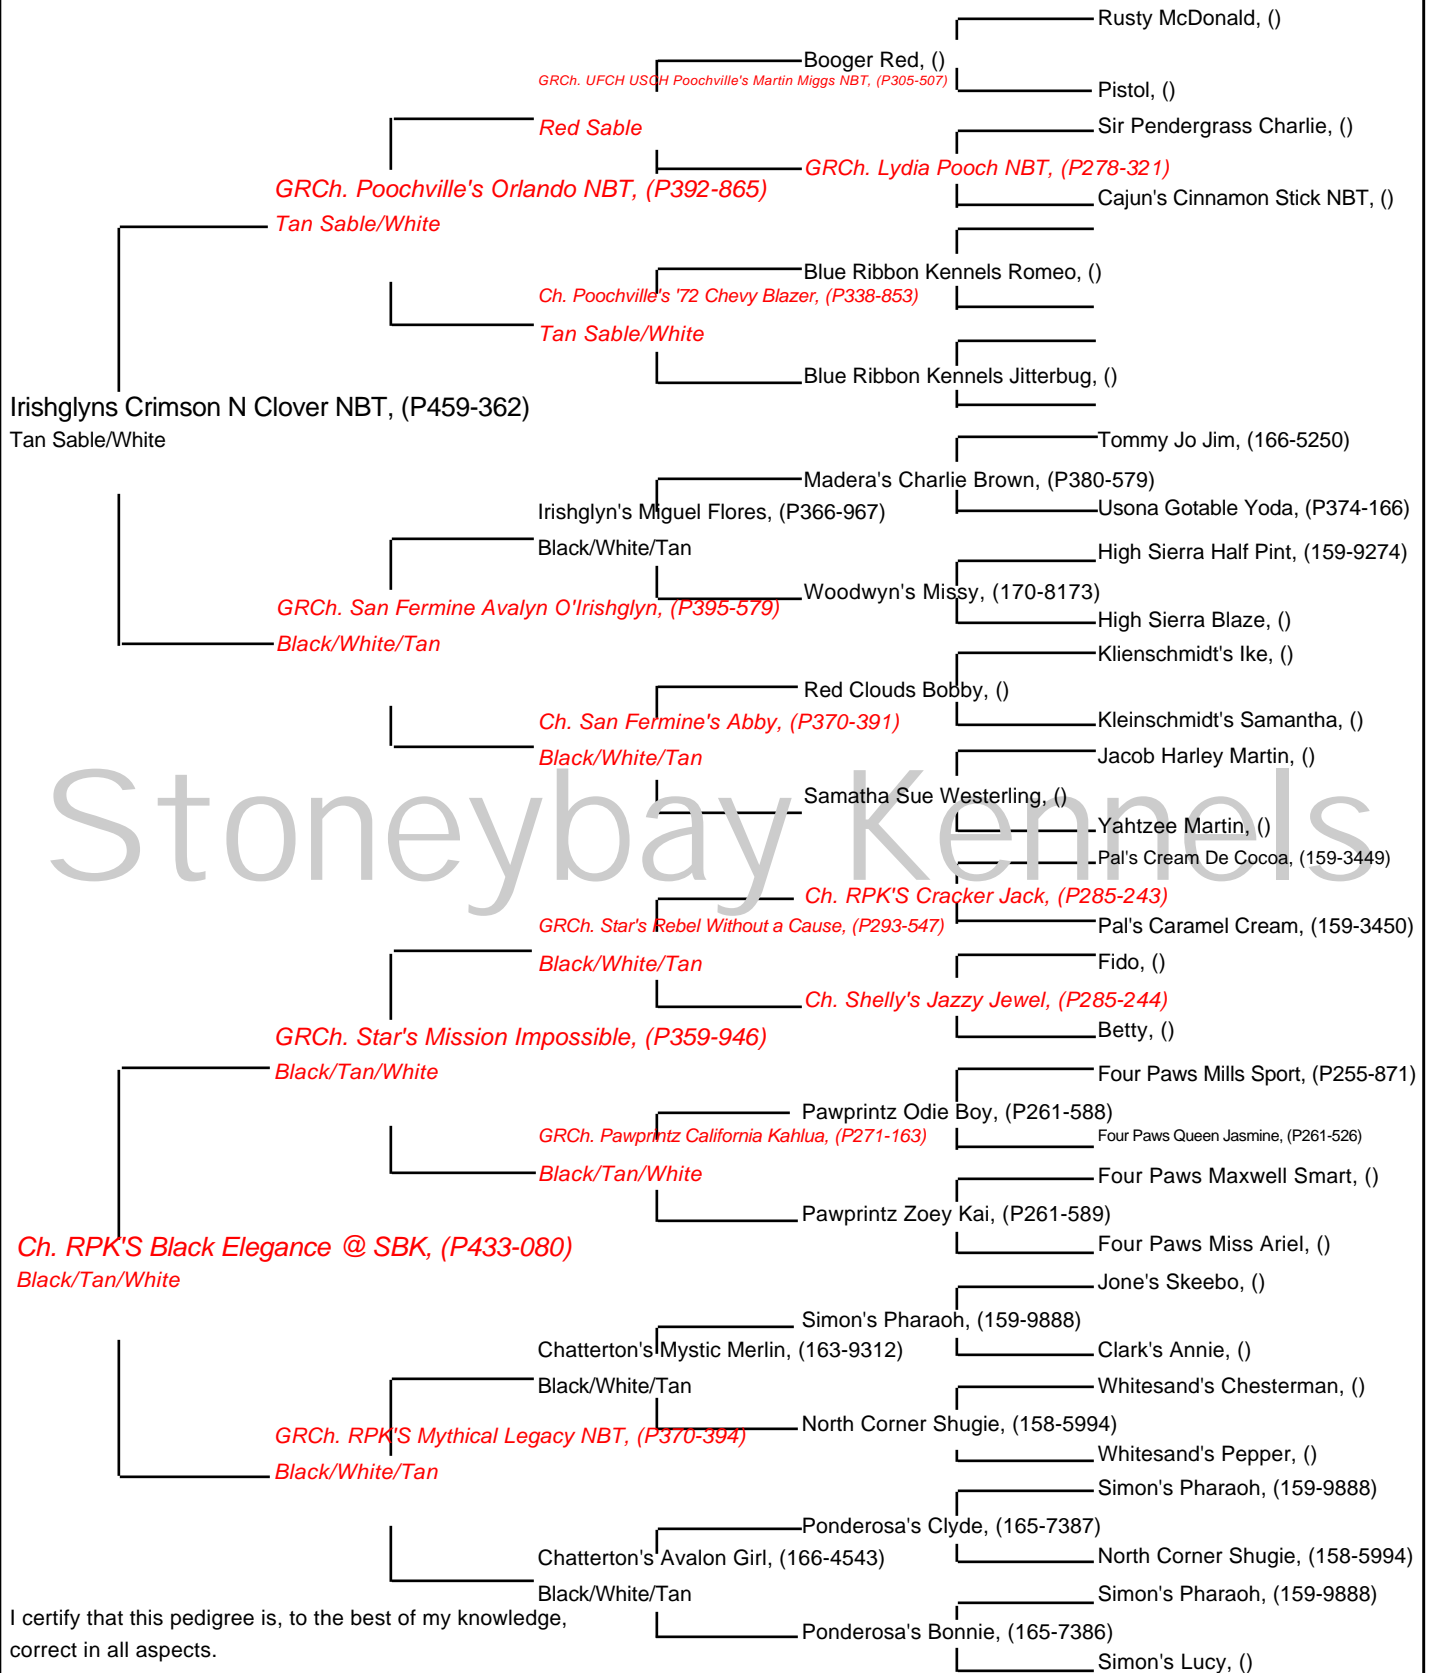 Rusty McDonald, ()
Booger Red, ()
GRCh. UFCH USCH Poochville's Martin Miggs NBT, (P305-507)
Pistol, ()
Red Sable
Sir Pendergrass Charlie, ()
GRCh. Lydia Pooch NBT, (P278-321)
GRCh. Poochville's Orlando NBT, (P392-865)
Cajun's Cinnamon Stick NBT, ()
Tan Sable/White
Blue Ribbon Kennels Romeo, ()
Ch. Poochville's '72 Chevy Blazer, (P338-853)
Tan Sable/White
Blue Ribbon Kennels Jitterbug, ()
Irishglyns Crimson N Clover NBT, (P459-362)
Tan Sable/White
Tommy Jo Jim, (166-5250)
Madera's Charlie Brown, (P380-579)
Irishglyn's Miguel Flores, (P366-967)
Usona Gotable Yoda, (P374-166)
Black/White/Tan
High Sierra Half Pint, (159-9274)
Woodwyn's Missy, (170-8173)
GRCh. San Fermine Avalyn O'Irishglyn, (P395-579)
High Sierra Blaze, ()
Black/White/Tan
Klienschmidt's Ike, ()
Red Clouds Bobby, ()
Ch. San Fermine's Abby, (P370-391)
Kleinschmidt's Samantha, ()
Black/White/Tan
Jacob Harley Martin, ()
Samatha Sue Westerling, ()
Stoneybay Kennels
Yahtzee Martin, ()
Pal's Cream De Cocoa, (159-3449)
Ch. RPK'S Cracker Jack, (P285-243)
GRCh. Star's Rebel Without a Cause, (P293-547)
Pal's Caramel Cream, (159-3450)
Black/White/Tan
Fido, ()
Ch. Shelly's Jazzy Jewel, (P285-244)
GRCh. Star's Mission Impossible, (P359-946)
Betty, ()
Black/Tan/White
Four Paws Mills Sport, (P255-871)
Pawprintz Odie Boy, (P261-588)
GRCh. Pawprintz California Kahlua, (P271-163)
Four Paws Queen Jasmine, (P261-526)
Black/Tan/White
Four Paws Maxwell Smart, ()
Pawprintz Zoey Kai, (P261-589)
Ch. RPK'S Black Elegance @ SBK, (P433-080)
Four Paws Miss Ariel, ()
Black/Tan/White
Jone's Skeebo, ()
Simon's Pharaoh, (159-9888)
Chatterton's Mystic Merlin, (163-9312)
Clark's Annie, ()
Black/White/Tan
Whitesand's Chesterman, ()
North Corner Shugie, (158-5994)
GRCh. RPK'S Mythical Legacy NBT, (P370-394)
Whitesand's Pepper, ()
Black/White/Tan
Simon's Pharaoh, (159-9888)
Ponderosa's Clyde, (165-7387)
Chatterton's Avalon Girl, (166-4543)
North Corner Shugie, (158-5994)
Black/White/Tan
Simon's Pharaoh, (159-9888)
Ponderosa's Bonnie, (165-7386)
Simon's Lucy, ()
I certify that this pedigree is, to the best of my knowledge,
correct in all aspects.